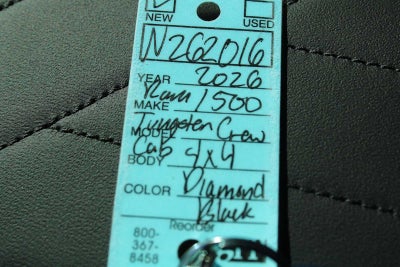 NEW USED
N262016
YEAR 2026
MAKE Ram 1500
MODEL Tungsten Crew
BODY Cab 4x4
COLOR Diamond
Black
Reorder
800-
367-
8458